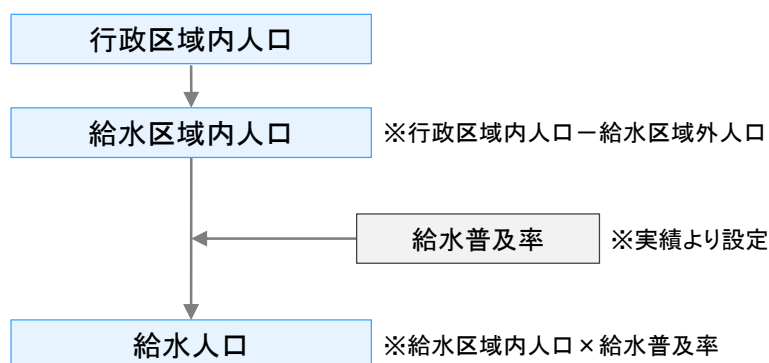 行政区域内人口
給水区域内人口
※行政区域内人口－給水区域外人口
給水普及率
※実績より設定
給水人口
※給水区域内人口×給水普及率